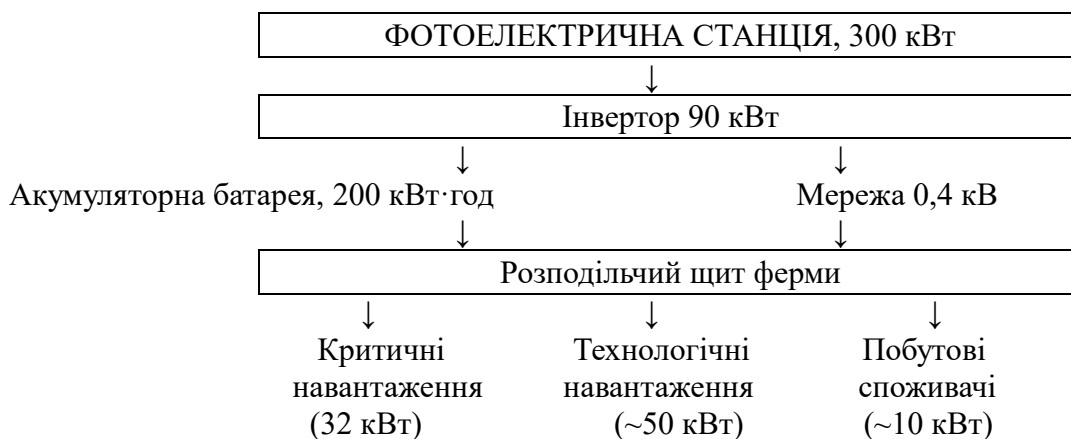 ФОТОЕЛЕКТРИЧНА СТАНЦІЯ, 300 кВт
↓
Інвертор 90 кВт
↓ ↓
Акумуляторна батарея, 200 кВт·год Мережа 0,4 кВ
↓ ↓
Розподільчий щит ферми
↓ ↓ ↓
Критичні Технологічні Побутові
навантаження навантаження споживачі
(32 кВт) (~50 кВт) (~10 кВт)